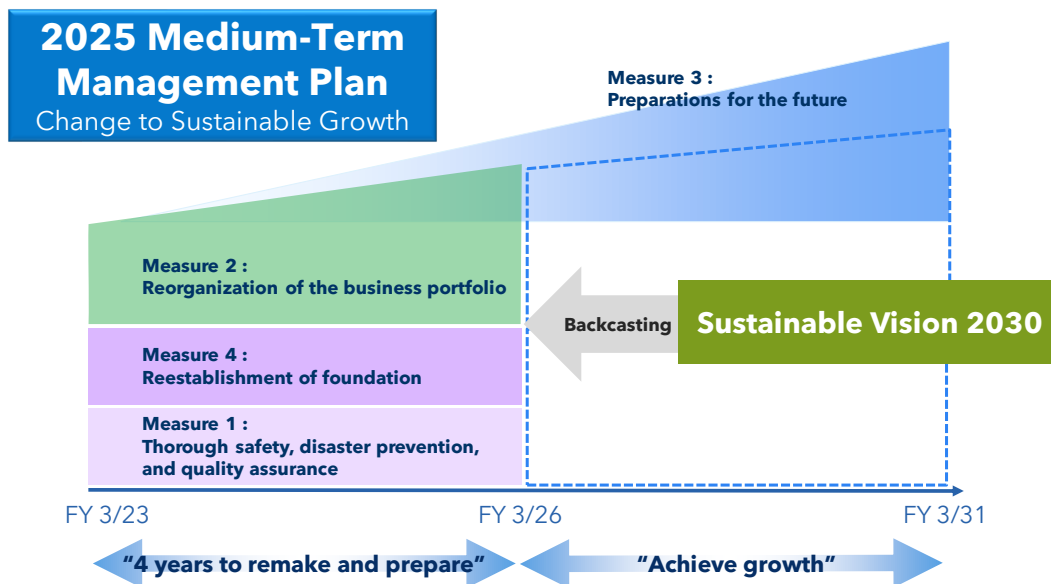 2025 Medium-Term
Management Plan
Change to Sustainable Growth
Measure 3 :
Preparations for the future
Measure 2 :
Reorganization of the business portfolio
Backcasting
Sustainable Vision 2030
Measure 4 :
Reestablishment of foundation
Measure 1 :
Thorough safety, disaster prevention,
and quality assurance
FY 3/23
FY 3/26
FY 3/31
“4 years to remake and prepare”
“Achieve growth”